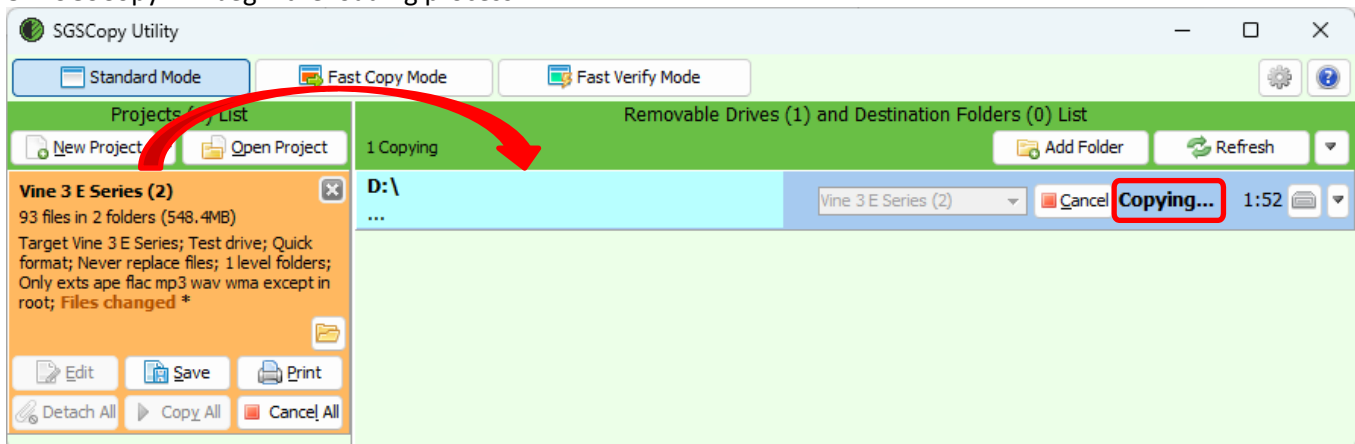 SGSCopy Utility
Standard Mode
Fast Copy Mode
Fast Verify Mode
Projects List
Removable Drives (1) and Destination Folders (0) List
New Project
Open Project
1 Copying
Add Folder
Refresh
Vine 3 E Series (2)
93 files in 2 folders (548.4MB)
Target Vine 3 E Series; Test drive; Quick
format; Never replace files; 1 level folders;
Only exts ape flac mp3 wav wma except in
root; Files changed *
Edit
Save
Print
Detach All
Copy All
Cancel All
D:\
...
Vine 3 E Series (2)
Cancel
Copying...
1:52